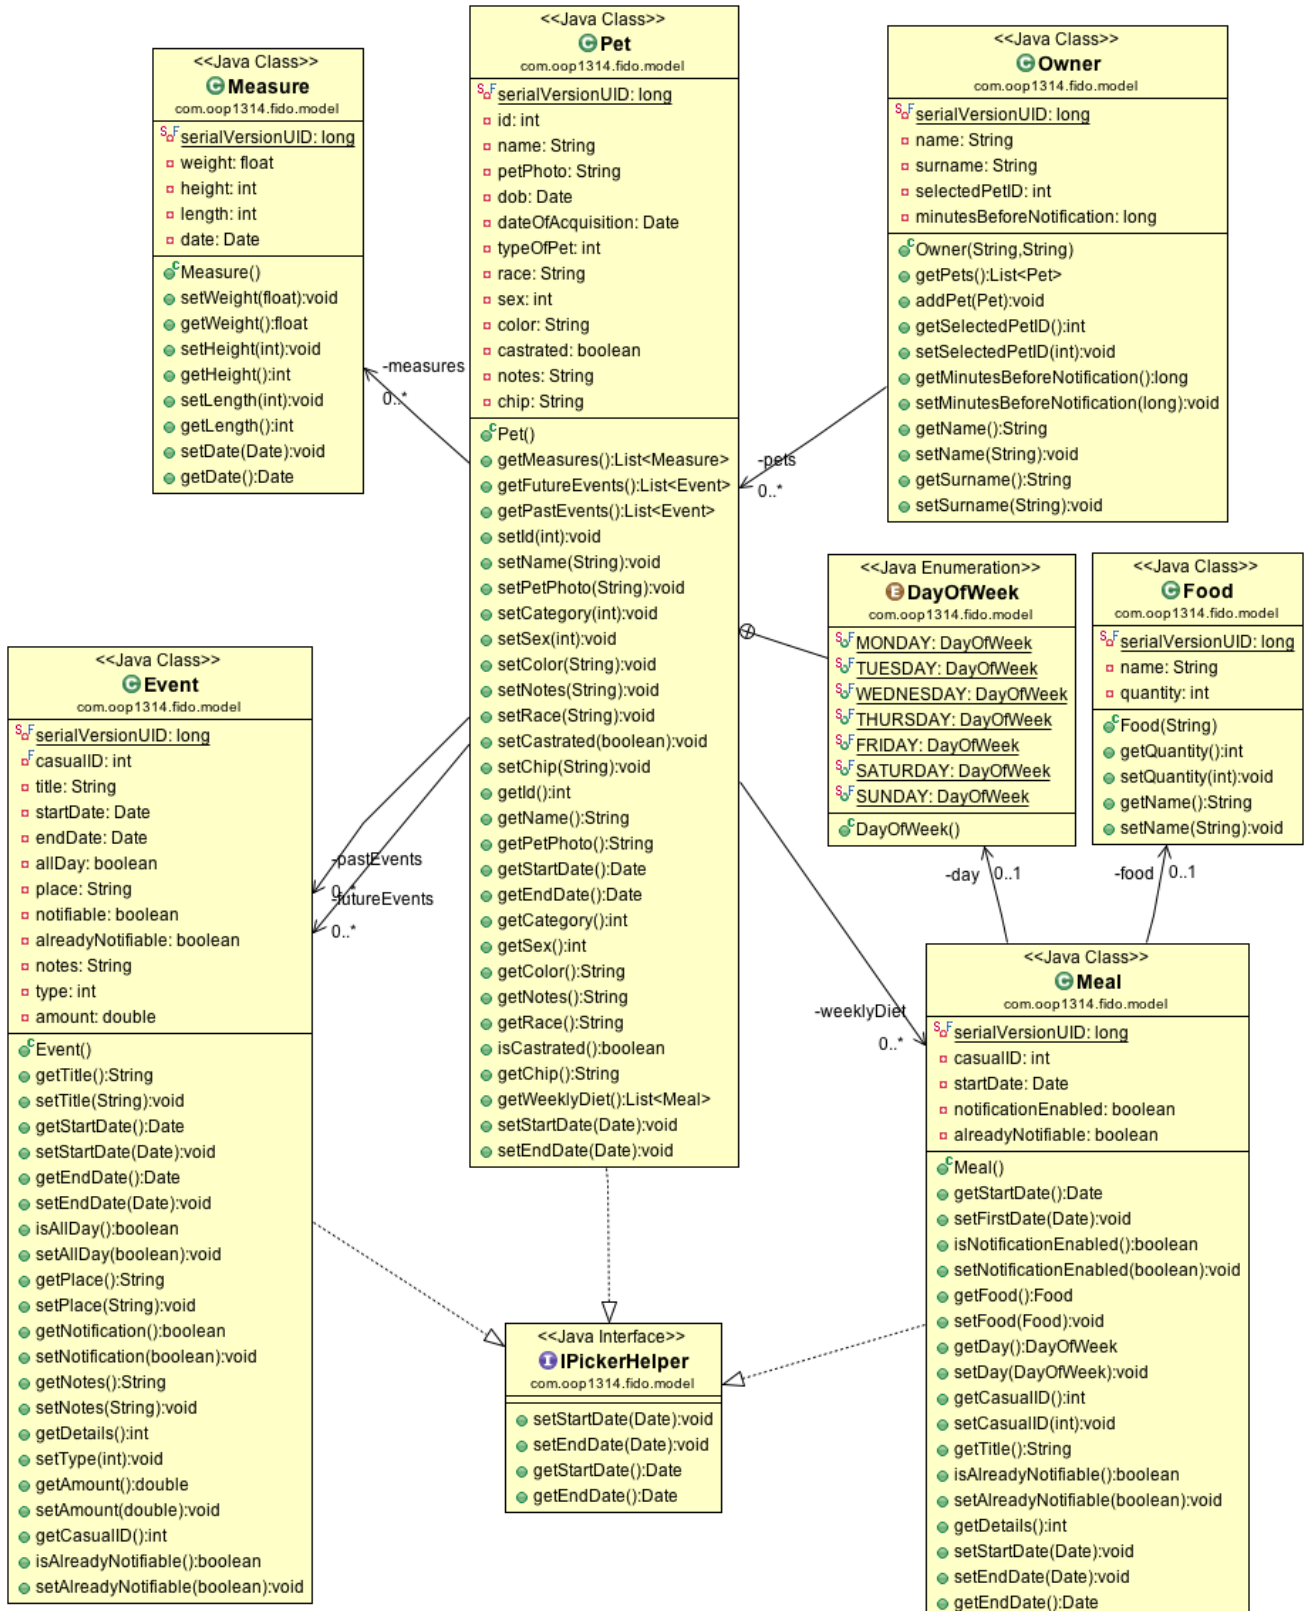 <<Java Class>>
Measure
com.oop1314.fido.model
serialVersionUID: long
weight: float
height: int
length: int
date: Date
Measure()
setWeight(float):void
getWeight():float
setHeight(int):void
getHeight():int
setLength(int):void
getLength():int
setDate(Date):void
getDate():Date
-measures
0..*
<<Java Class>>
Pet
com.oop1314.fido.model
serialVersionUID: long
id: int
name: String
petPhoto: String
dob: Date
dateOfAcquisition: Date
typeOfPet: int
race: String
sex: int
color: String
castrated: boolean
notes: String
chip: String
Pet()
getMeasures():List<Measure>
getFutureEvents():List<Event>
getPastEvents():List<Event>
setId(int):void
setName(String):void
setPetPhoto(String):void
setCategory(int):void
setSex(int):void
setColor(String):void
setNotes(String):void
setRace(String):void
setCastrated(boolean):void
setChip(String):void
getId():int
getName():String
getPetPhoto():String
getStartDate():Date
getEndDate():Date
getCategory():int
getSex():int
getColor():String
getNotes():String
getRace():String
isCastrated():boolean
getChip():String
getWeeklyDiet():List<Meal>
setStartDate(Date):void
setEndDate(Date):void
<<Java Class>>
Owner
com.oop1314.fido.model
serialVersionUID: long
name: String
surname: String
selectedPetID: int
minutesBeforeNotification: long
Owner(String,String)
getPets():List<Pet>
addPet(Pet):void
getSelectedPetID():int
setSelectedPetID(int):void
getMinutesBeforeNotification():long
setMinutesBeforeNotification(long):void
getName():String
setName(String):void
getSurname():String
setSurname(String):void
-pets
0..*
<<Java Enumeration>>
DayOfWeek
com.oop1314.fido.model
MONDAY: DayOfWeek
TUESDAY: DayOfWeek
WEDNESDAY: DayOfWeek
THURSDAY: DayOfWeek
FRIDAY: DayOfWeek
SATURDAY: DayOfWeek
SUNDAY: DayOfWeek
DayOfWeek()
<<Java Class>>
Food
com.oop1314.fido.model
serialVersionUID: long
name: String
quantity: int
Food(String)
getQuantity():int
setQuantity(int):void
getName():String
setName(String):void
-day 0..1
-food 0..1
<<Java Class>>
Event
com.oop1314.fido.model
serialVersionUID: long
casualID: int
title: String
startDate: Date
endDate: Date
allDay: boolean
place: String
notifiable: boolean
alreadyNotifiable: boolean
notes: String
type: int
amount: double
Event()
getTitle():String
setTitle(String):void
getStartDate():Date
setStartDate(Date):void
getEndDate():Date
setEndDate(Date):void
isAllDay():boolean
setAllDay(boolean):void
getPlace():String
setPlace(String):void
getNotification():boolean
setNotification(boolean):void
getNotes():String
setNotes(String):void
getDetails():int
setType(int):void
getAmount():double
setAmount(double):void
getCasualID():int
isAlreadyNotifiable():boolean
setAlreadyNotifiable(boolean):void
-pastEvents
0..*
-futureEvents
0..*
-weeklyDiet
0..*
<<Java Class>>
Meal
com.oop1314.fido.model
serialVersionUID: long
casualID: int
startDate: Date
notificationEnabled: boolean
alreadyNotifiable: boolean
Meal()
getStartDate():Date
setFirstDate(Date):void
isNotificationEnabled():boolean
setNotificationEnabled(boolean):void
getFood():Food
setFood(Food):void
getDay():DayOfWeek
setDay(DayOfWeek):void
getCasualID():int
setCasualID(int):void
getTitle():String
isAlreadyNotifiable():boolean
setAlreadyNotifiable(boolean):void
getDetails():int
setStartDate(Date):void
setEndDate(Date):void
getEndDate():Date
<<Java Interface>>
IPickerHelper
com.oop1314.fido.model
setStartDate(Date):void
setEndDate(Date):void
getStartDate():Date
getEndDate():Date